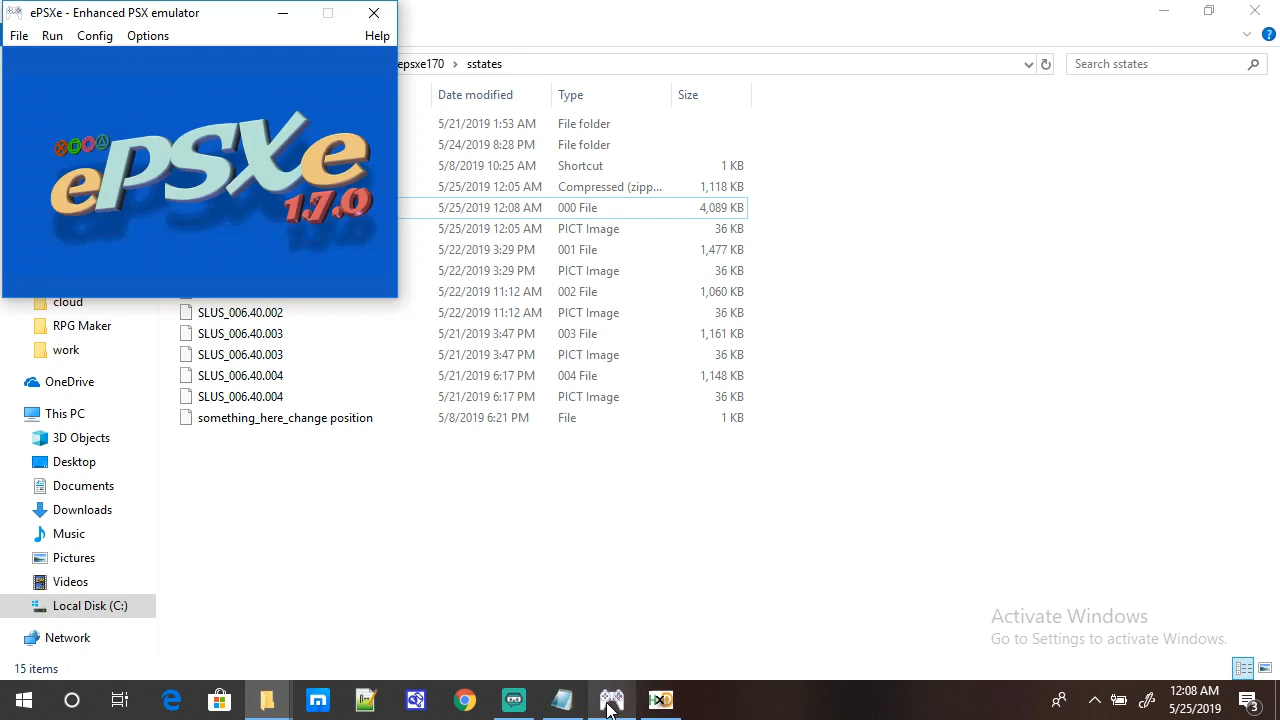 ePSXe - Enhanced PSX emulator
File Run Config Options Help
ePSXe
1.7.0
epsxe170 > sstates
Search sstates
Date modified Type Size
5/21/2019 1:53 AM File folder
5/24/2019 8:28 PM File folder
5/8/2019 10:25 AM Shortcut 1 KB
5/25/2019 12:05 AM Compressed (zipp... 1,118 KB
5/25/2019 12:08 AM 000 File 4,089 KB
5/25/2019 12:05 AM PICT Image 36 KB
5/22/2019 3:29 PM 001 File 1,477 KB
5/22/2019 3:29 PM PICT Image 36 KB
5/22/2019 11:12 AM 002 File 1,060 KB
SLUS_006.40.002 5/22/2019 11:12 AM PICT Image 36 KB
SLUS_006.40.003 5/21/2019 3:47 PM 003 File 1,161 KB
SLUS_006.40.003 5/21/2019 3:47 PM PICT Image 36 KB
SLUS_006.40.004 5/21/2019 6:17 PM 004 File 1,148 KB
SLUS_006.40.004 5/21/2019 6:17 PM PICT Image 36 KB
something_here_change position 5/8/2019 6:21 PM File 1 KB
cloud
RPG Maker
work
OneDrive
This PC
3D Objects
Desktop
Documents
Downloads
Music
Pictures
Videos
Local Disk (C:)
Network
15 items
Activate Windows
Go to Settings to activate Windows.
12:08 AM
5/25/2019
3